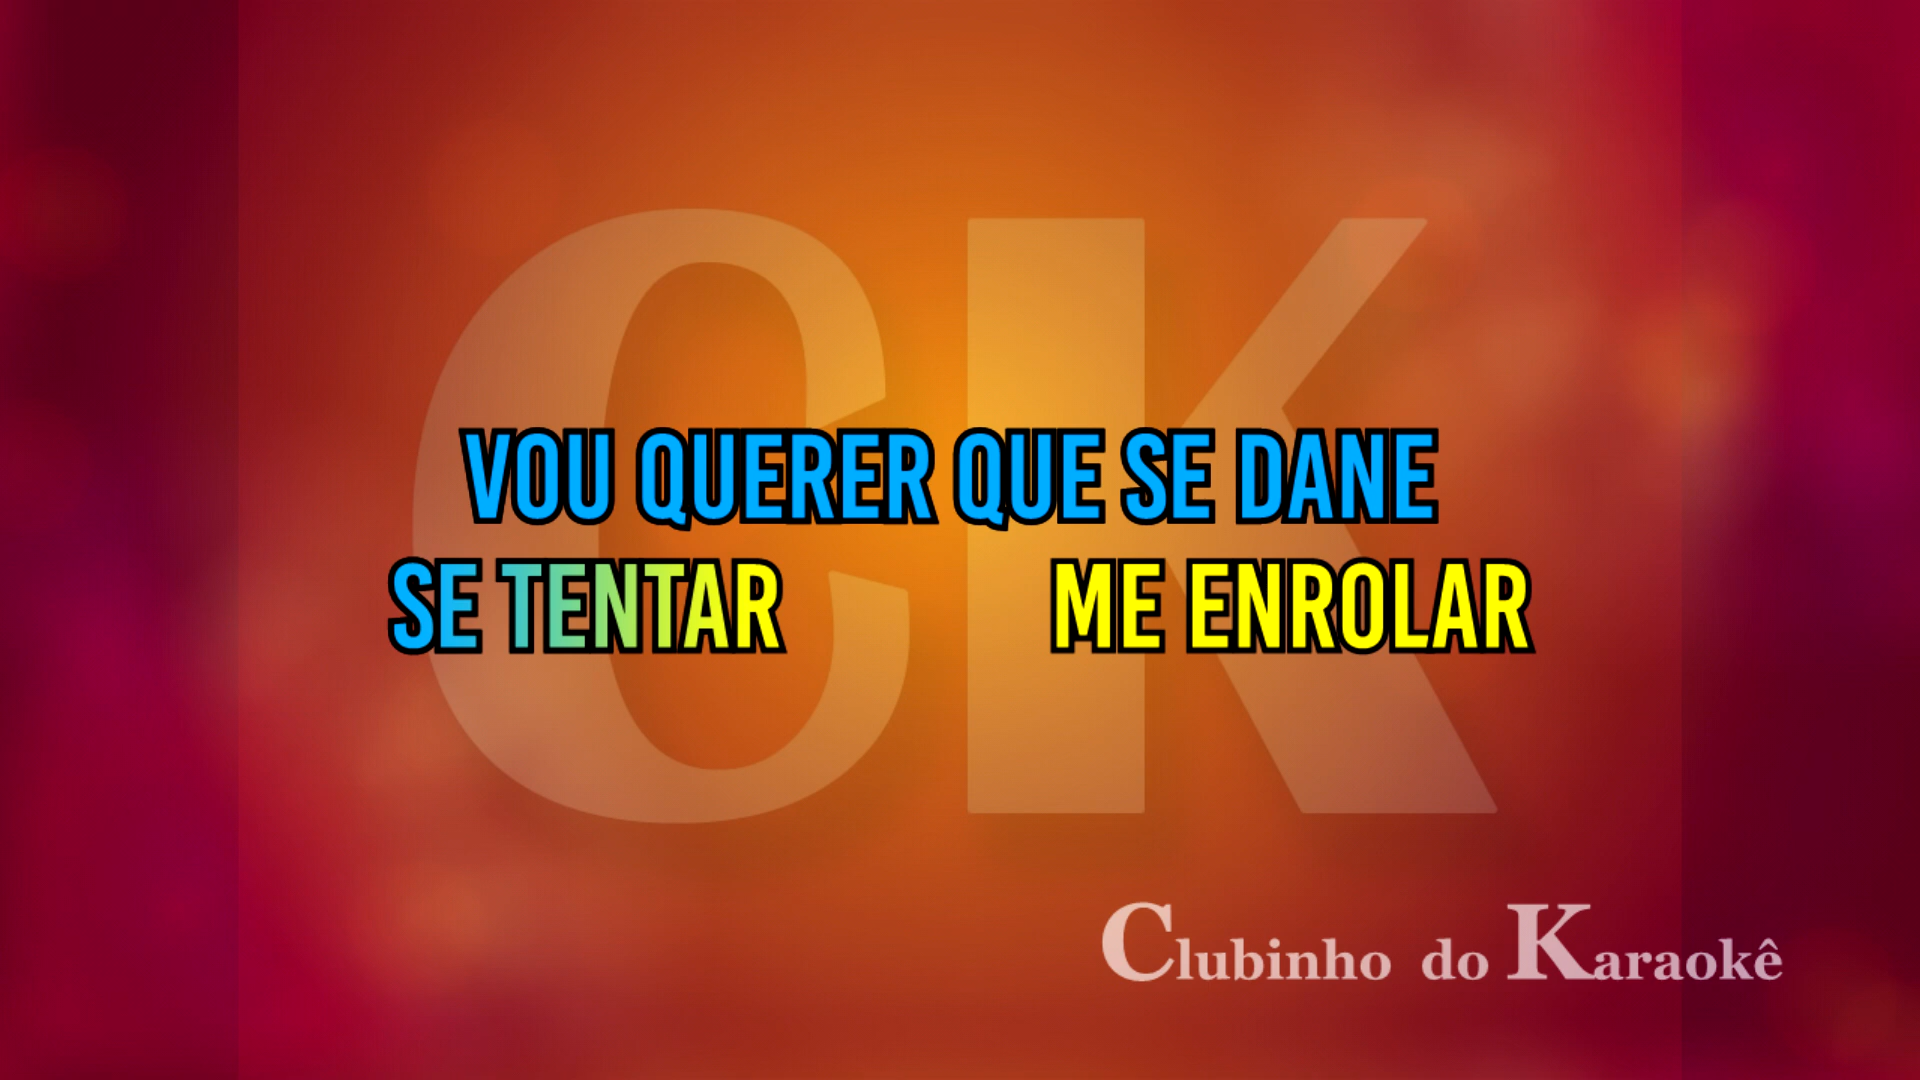 CK
VOU QUERER QUE SE DANE
SE TENTAR ME ENROLAR
Clubinho do Karaokê